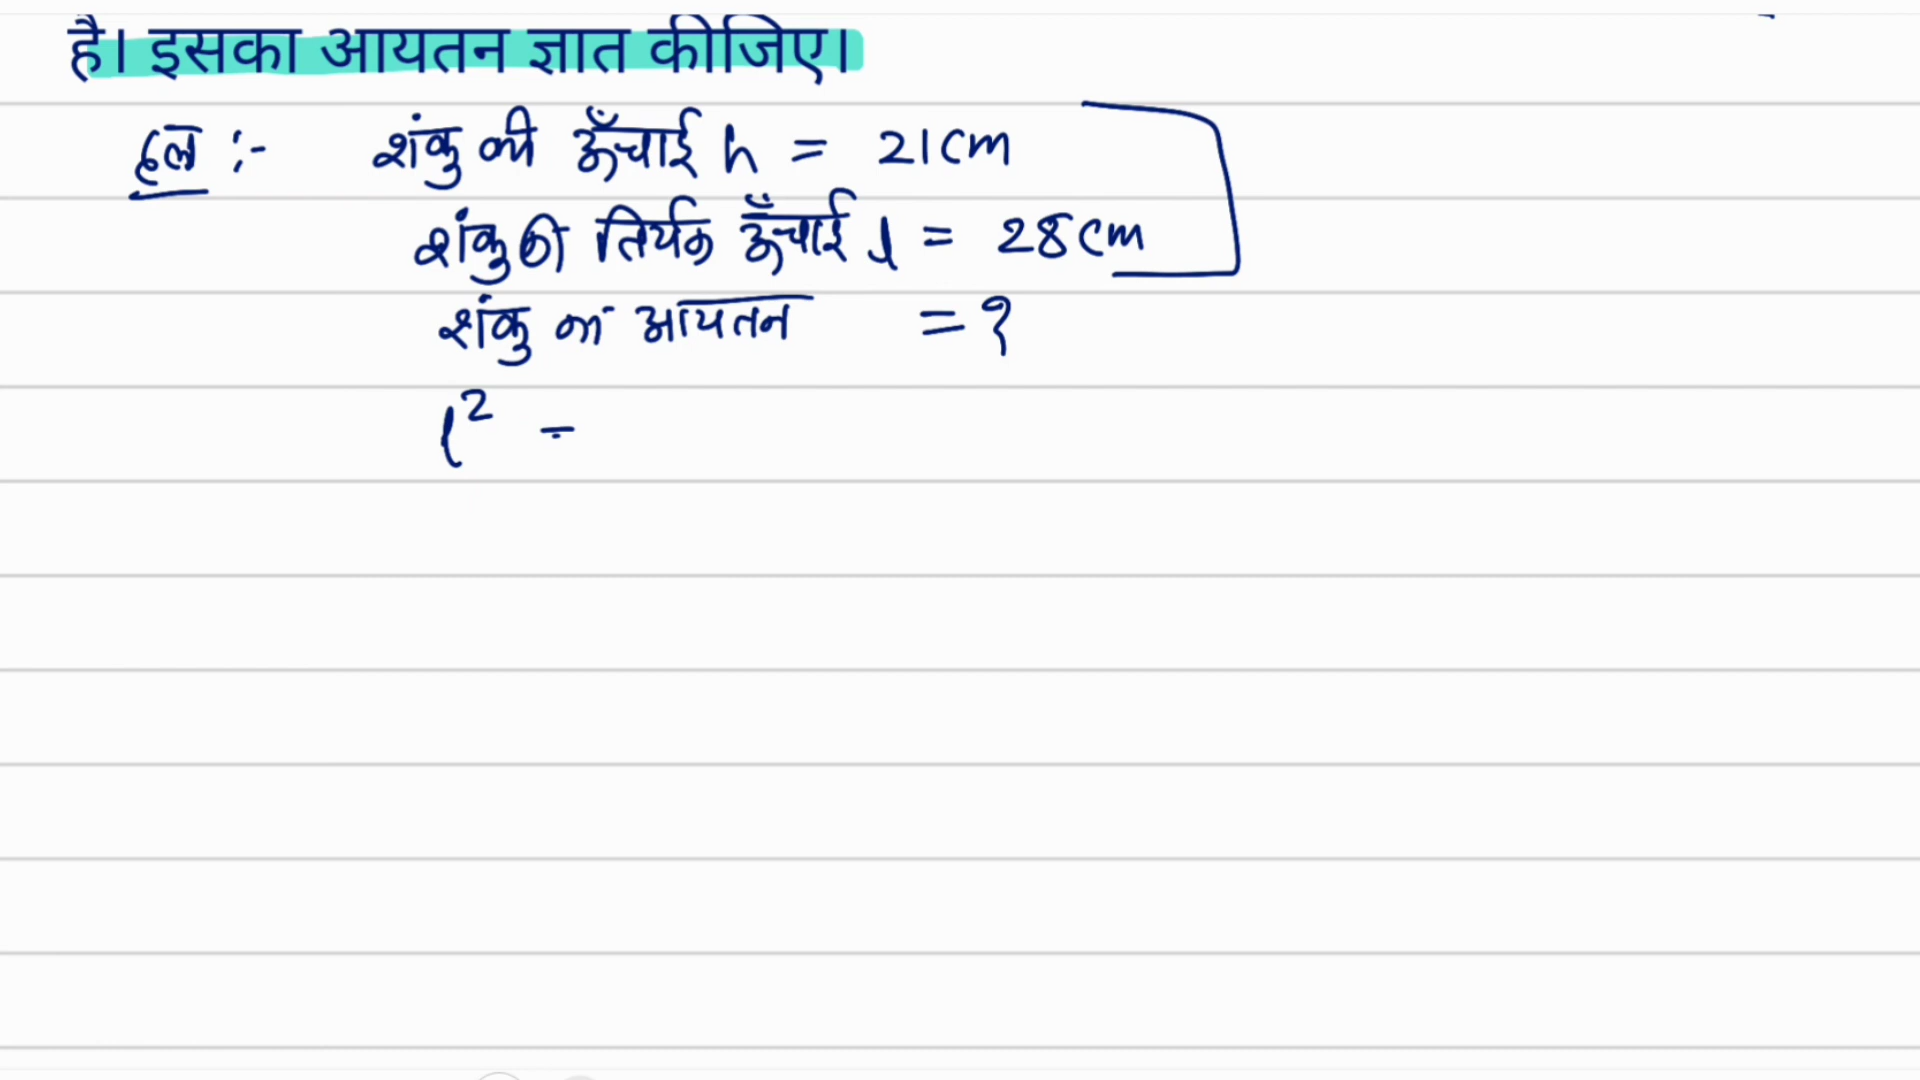 है। इसका आयतन ज्ञात कीजिए।
हल :- शंकु की ऊँचाई h = 21cm
शंकु की तिर्यक ऊँचाई l = 28cm
शंकु का आयतन = ?
l² =